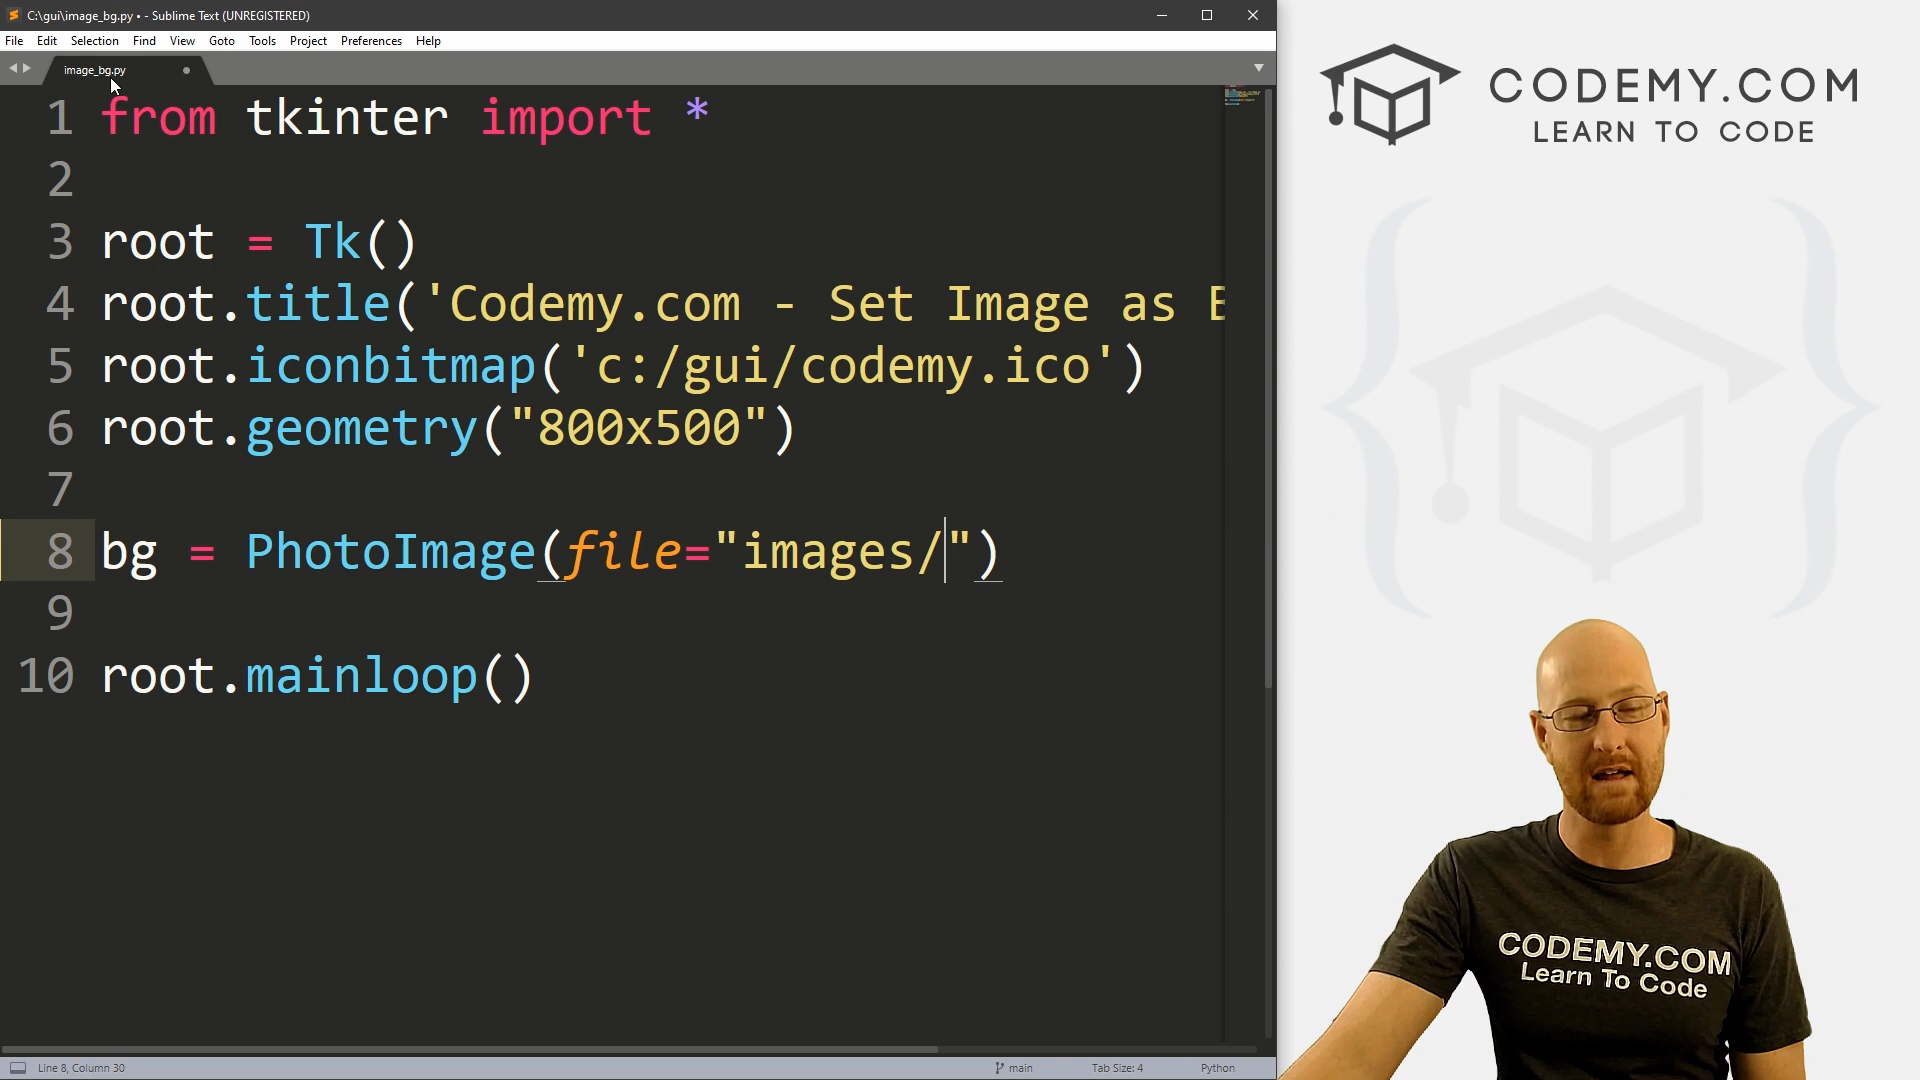 C:\gui\image_bg.py • - Sublime Text (UNREGISTERED)
File Edit Selection Find View Goto Tools Project Preferences Help
image_bg.py
1 from tkinter import *
2
3 root = Tk()
4 root.title('Codemy.com - Set Image as B
5 root.iconbitmap('c:/gui/codemy.ico')
6 root.geometry("800x500")
7
8 bg = PhotoImage(file="images/")
9
10 root.mainloop()
Line 8, Column 30
main
Tab Size: 4
Python
CODEMY.COM
LEARN TO CODE
CODEMY.COM
Learn To Code